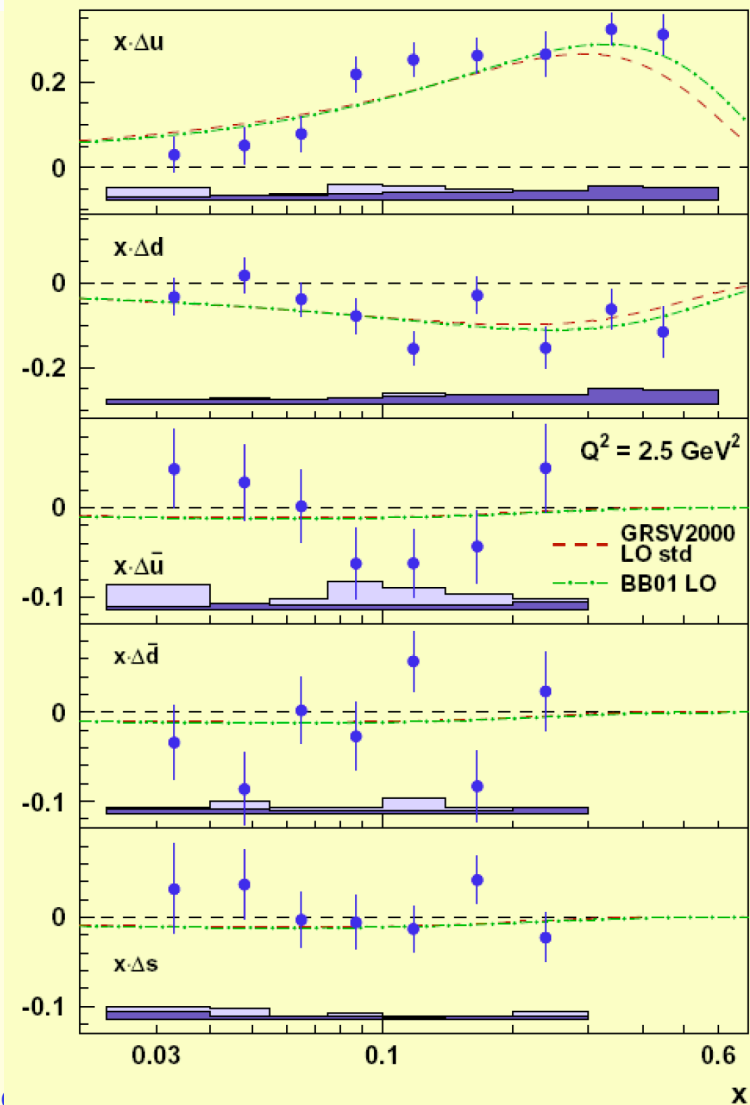 x·Δu
0.2
0
x·Δd
0
-0.2
Q² = 2.5 GeV²
0
GRSV2000
LO std
x·Δū
BB01 LO
-0.1
x·Δd̄
0
-0.1
0
x·Δs
-0.1
0.03 0.1 0.6
x